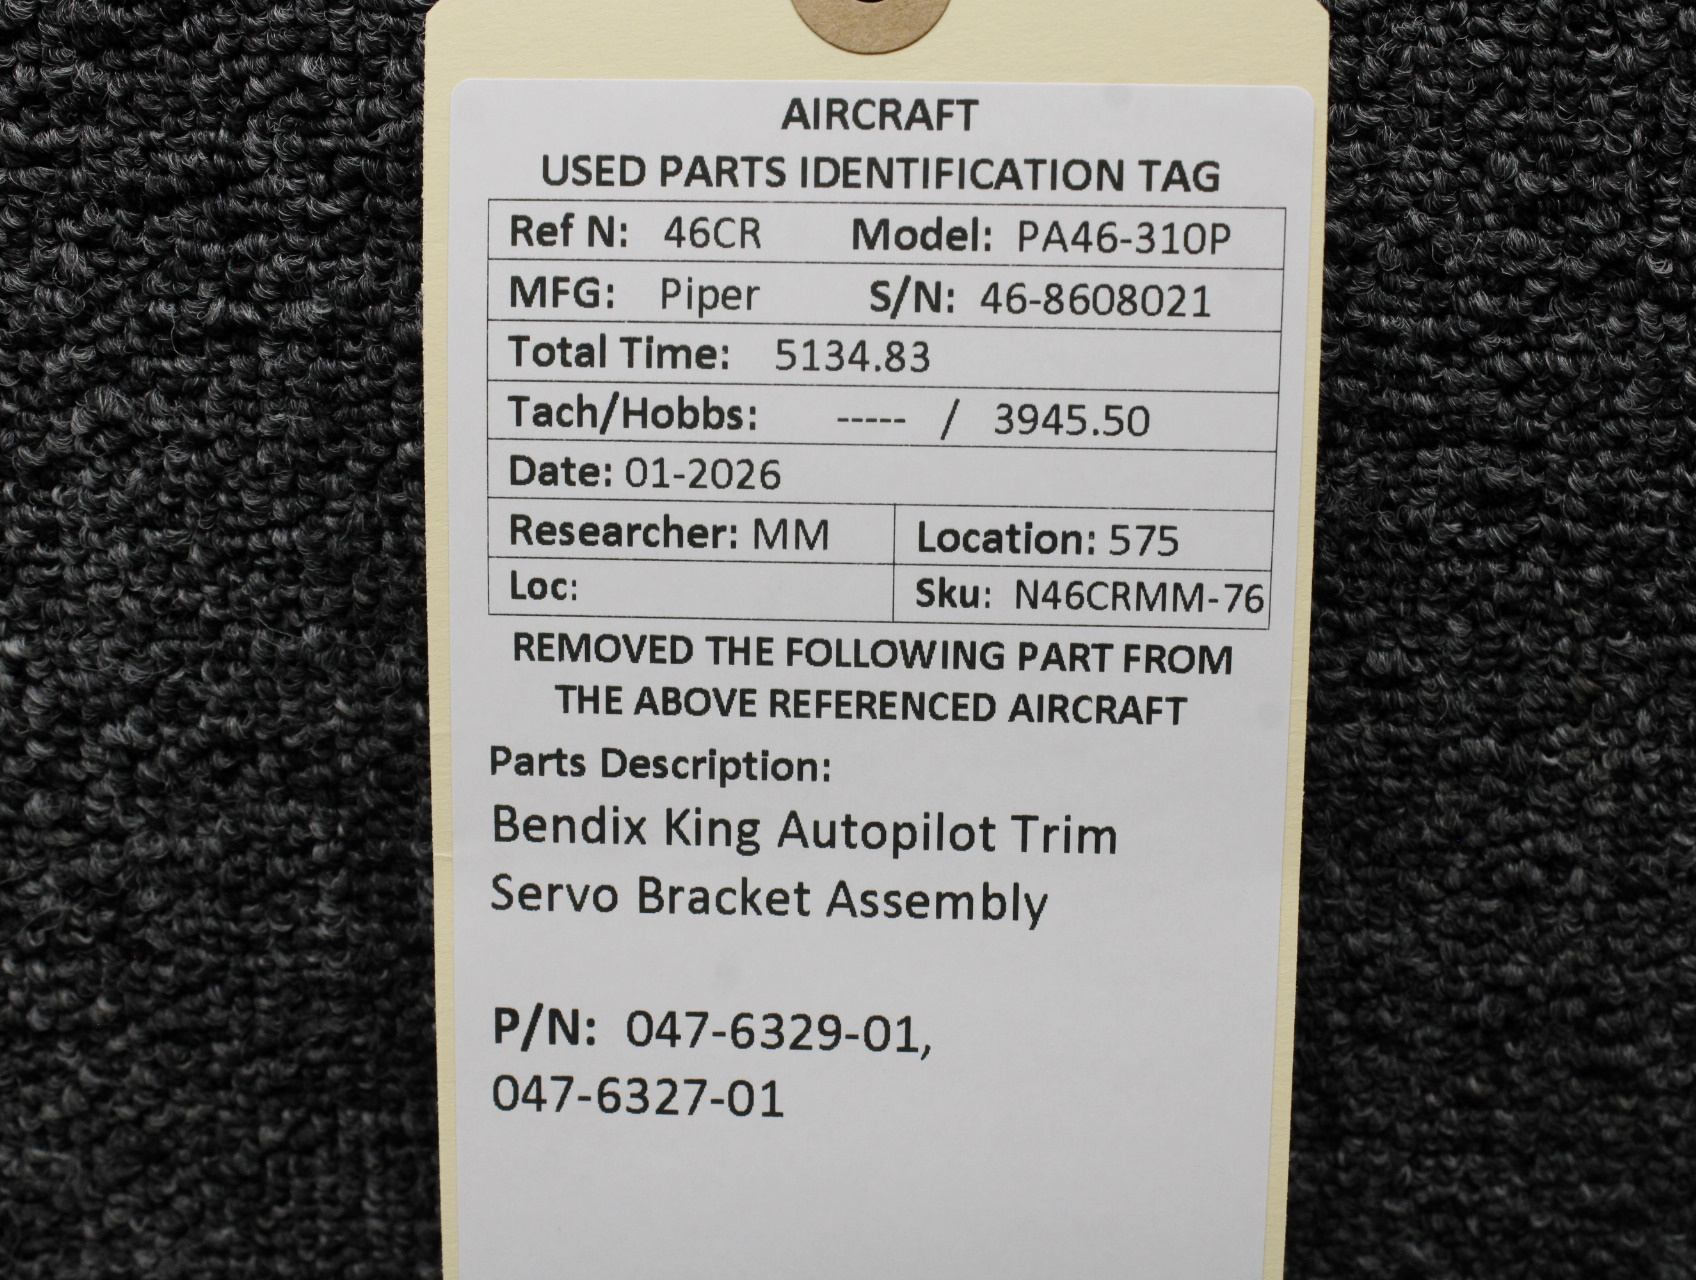 AIRCRAFT
USED PARTS IDENTIFICATION TAG
Ref N: 46CR Model: PA46-310P
MFG: Piper S/N: 46-8608021
Total Time: 5134.83
Tach/Hobbs: ----- / 3945.50
Date: 01-2026
Researcher: MM Location: 575
Loc: Sku: N46CRMM-76
REMOVED THE FOLLOWING PART FROM
THE ABOVE REFERENCED AIRCRAFT
Parts Description:
Bendix King Autopilot Trim
Servo Bracket Assembly
P/N: 047-6329-01,
047-6327-01